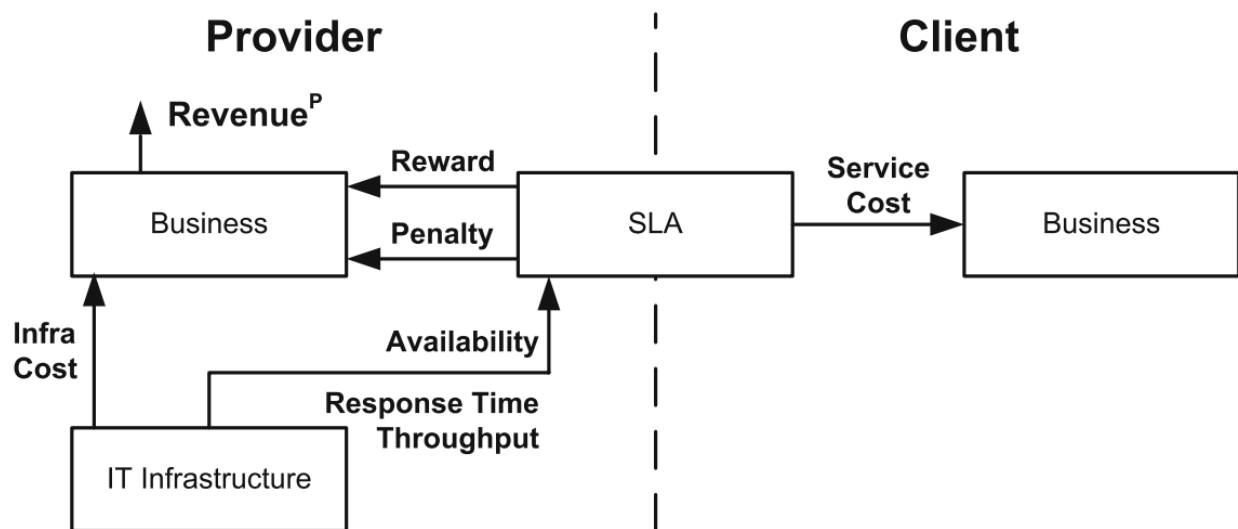 Provider
Client
Revenue^P
Reward
Service
Cost
Business
SLA
Business
Penalty
Infra
Cost
Availability
Response Time
Throughput
IT Infrastructure